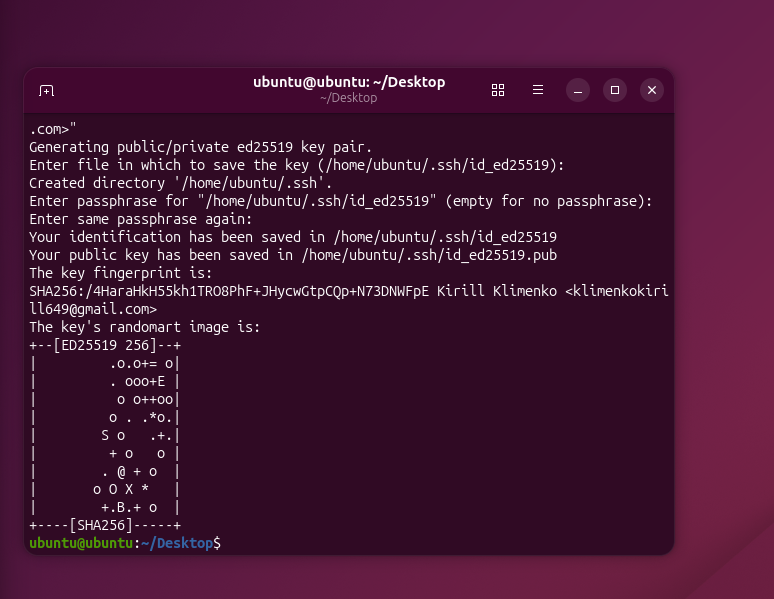 ubuntu@ubuntu: ~/Desktop
~/Desktop
.com>"
Generating public/private ed25519 key pair.
Enter file in which to save the key (/home/ubuntu/.ssh/id_ed25519):
Created directory '/home/ubuntu/.ssh'.
Enter passphrase for "/home/ubuntu/.ssh/id_ed25519" (empty for no passphrase):
Enter same passphrase again:
Your identification has been saved in /home/ubuntu/.ssh/id_ed25519
Your public key has been saved in /home/ubuntu/.ssh/id_ed25519.pub
The key fingerprint is:
SHA256:/4HaraHkH55kh1TRO8PhF+JHycwGtpCQp+N73DNWFpE Kirill Klimenko <klimenkokiri
ll649@gmail.com>
The key's randomart image is:
+--[ED25519 256]--+
|         .o.o+= o|
|         . ooo+E |
|          o o++oo|
|         o . .*o.|
|        S o   .+.|
|         + o   o |
|        . @ + o  |
|       o O X *   |
|        +.B.+ o  |
+----[SHA256]-----+
ubuntu@ubuntu:~/Desktop$